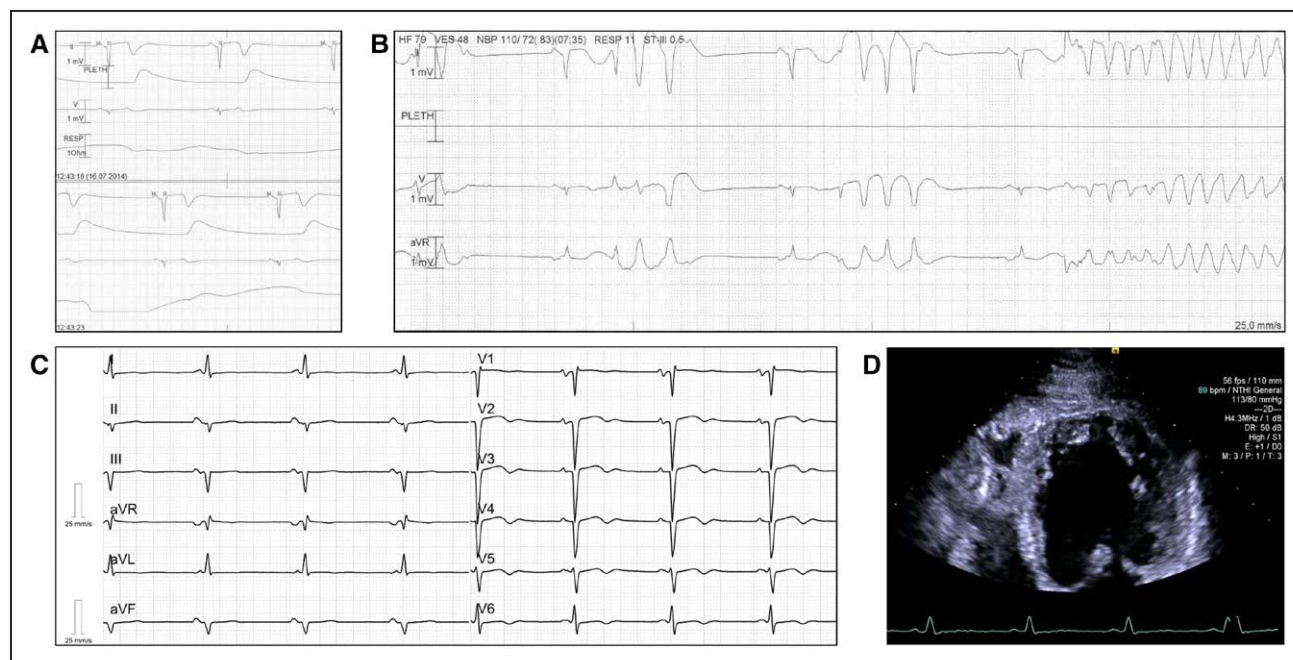 A
II
1 mV
PLETH
V
1 mV
RESP
1Ohm
12:43:18 (16.07.2014)
12:43:23
B
HF 79 VES-48 NBP 110/ 72( 83)(07:35) RESP 11 ST-III 0.5
1 mV
PLETH
V
1 mV
aVR
1 mV
25,0 mm/s
C
I
II
III
aVR
aVL
aVF
25 mm/s
25 mm/s
V1
V2
V3
V4
V5
V6
D
56 fps / 110 mm
89 bpm / NTHI General
113/80 mmHg
---2D---
H4.3MHz / 1 dB
DR: 50 dB
High / S1
E: +1 / D0
M: 3 / P: 1 / T: 3